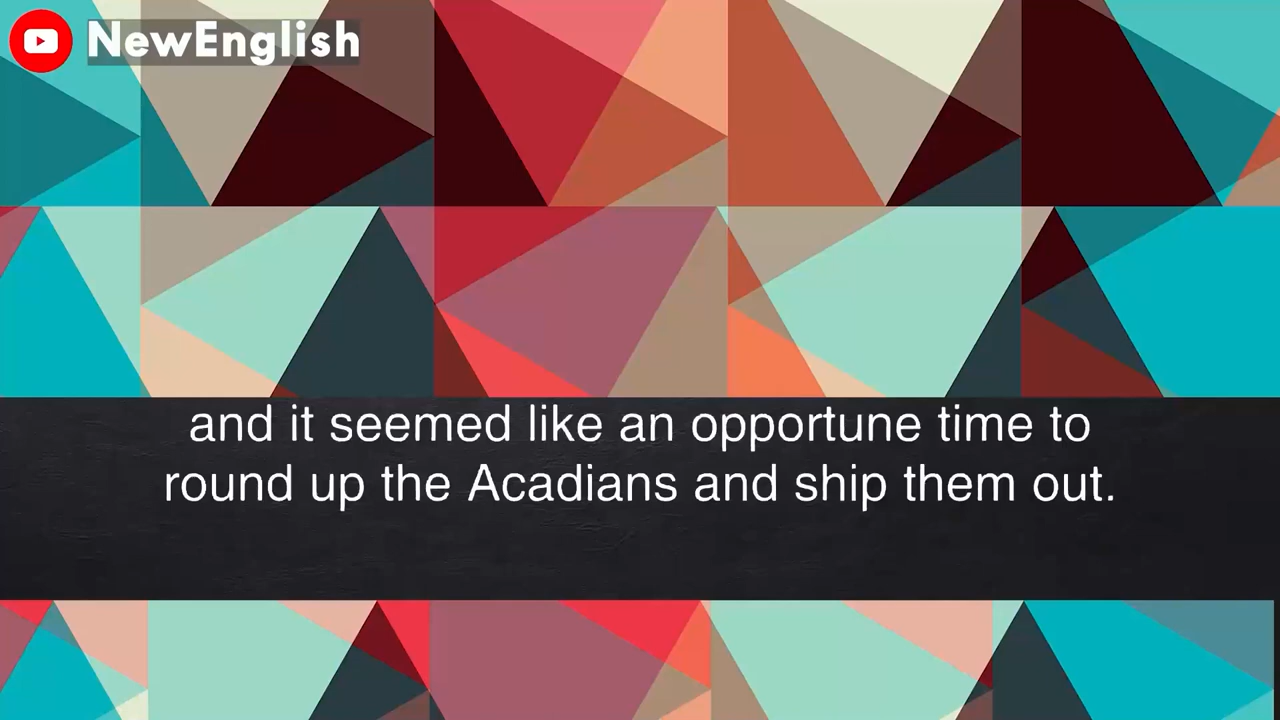 NewEnglish
and it seemed like an opportune time to
round up the Acadians and ship them out.